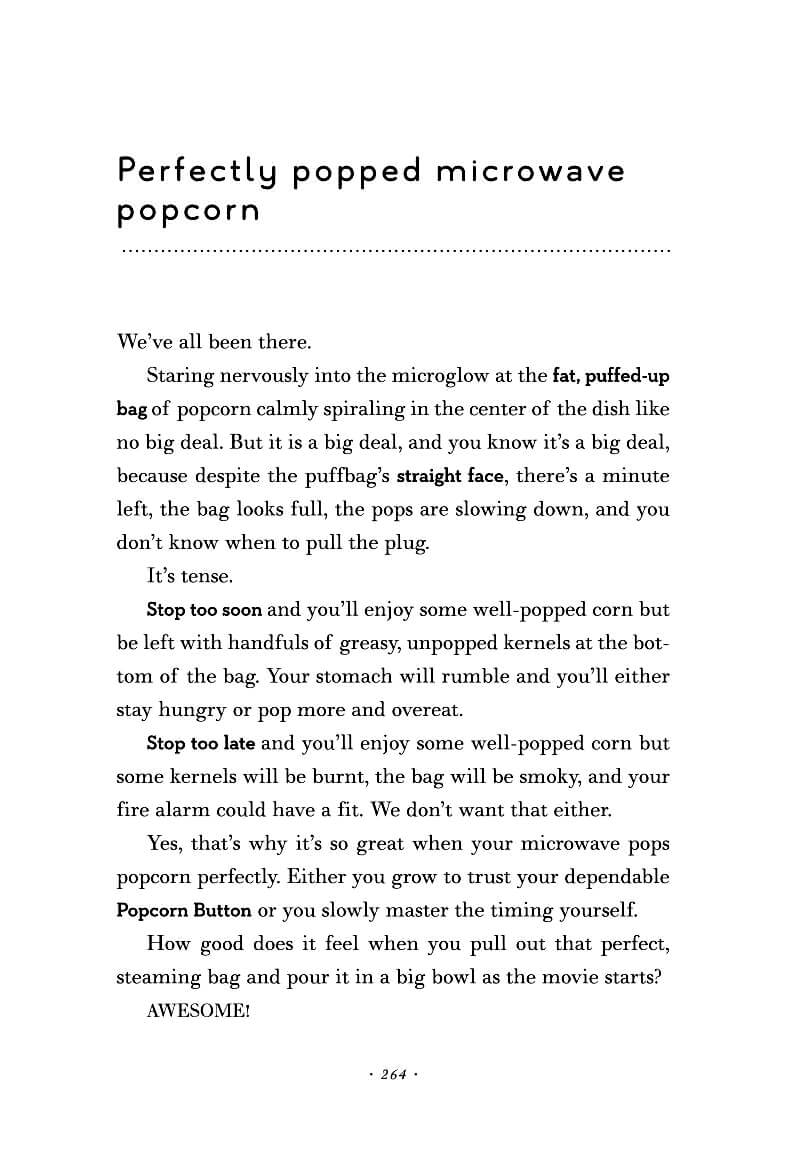 Perfectly popped microwave
popcorn
We’ve all been there.
Staring nervously into the microglow at the fat, puffed-up
bag of popcorn calmly spiraling in the center of the dish like
no big deal. But it is a big deal, and you know it’s a big deal,
because despite the puffbag’s straight face, there’s a minute
left, the bag looks full, the pops are slowing down, and you
don’t know when to pull the plug.
It’s tense.
Stop too soon and you’ll enjoy some well-popped corn but
be left with handfuls of greasy, unpopped kernels at the bot-
tom of the bag. Your stomach will rumble and you’ll either
stay hungry or pop more and overeat.
Stop too late and you’ll enjoy some well-popped corn but
some kernels will be burnt, the bag will be smoky, and your
fire alarm could have a fit. We don’t want that either.
Yes, that’s why it’s so great when your microwave pops
popcorn perfectly. Either you grow to trust your dependable
Popcorn Button or you slowly master the timing yourself.
How good does it feel when you pull out that perfect,
steaming bag and pour it in a big bowl as the movie starts?
AWESOME!
· 264 ·